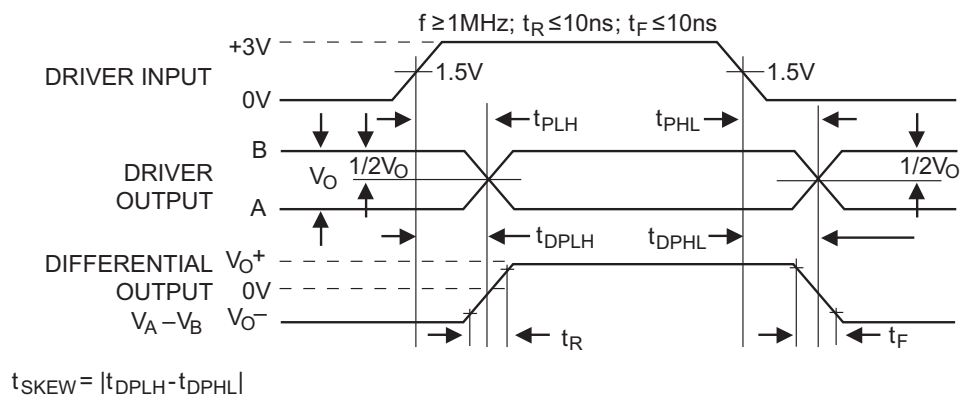 f ≥1MHz; tR ≤10ns; tF ≤10ns
+3V
DRIVER INPUT
1.5V
1.5V
0V
tPLH
tPHL
B
DRIVER
OUTPUT
VO
1/2VO
1/2VO
A
tDPLH
tDPHL
DIFFERENTIAL
OUTPUT
VA –VB
VO+
0V
VO–
tR
tF
tSKEW = |tDPLH - tDPHL|